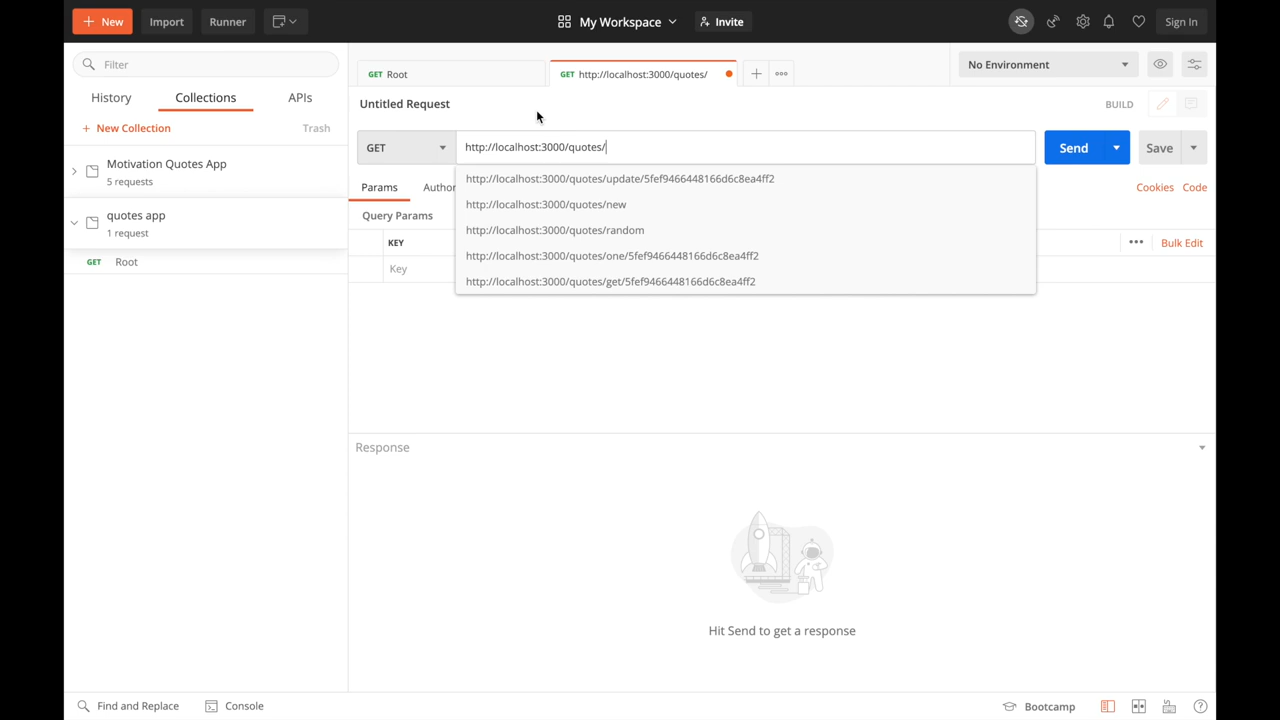 New
Import
Runner
My Workspace
Invite
Sign In
Filter
History
Collections
APIs
+ New Collection
Trash
Motivation Quotes App
5 requests
quotes app
1 request
GET Root
GET Root
GET http://localhost:3000/quotes/
No Environment
Untitled Request
BUILD
GET
http://localhost:3000/quotes/
Send
Save
Params
Author
Cookies
Code
http://localhost:3000/quotes/update/5fef9466448166d6c8ea4ff2
http://localhost:3000/quotes/new
http://localhost:3000/quotes/random
http://localhost:3000/quotes/one/5fef9466448166d6c8ea4ff2
http://localhost:3000/quotes/get/5fef9466448166d6c8ea4ff2
Query Params
KEY
Bulk Edit
Key
Response
Hit Send to get a response
Find and Replace
Console
Bootcamp